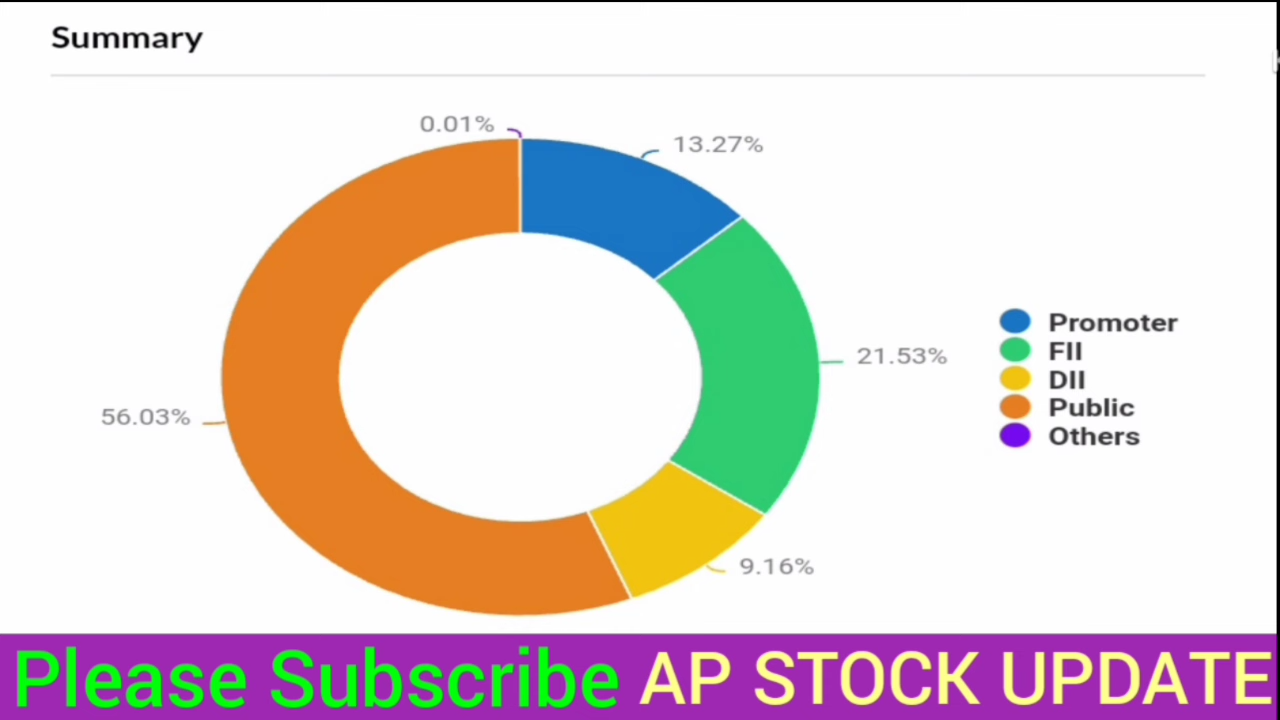 Summary
0.01%
13.27%
21.53%
56.03%
9.16%
Promoter
FII
DII
Public
Others
Please Subscribe AP STOCK UPDATE